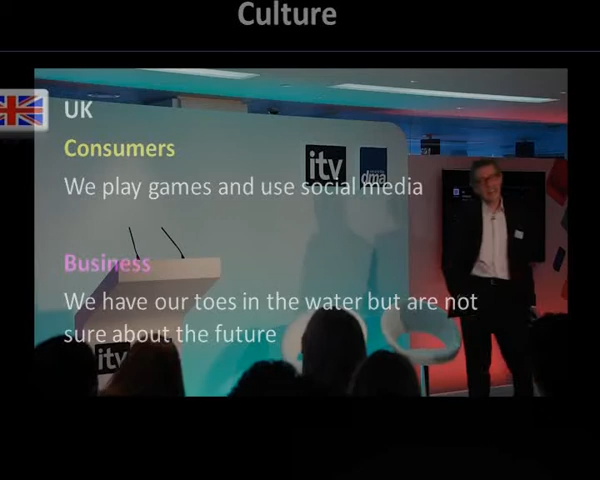 Culture
UK
Consumers
itv
dma
We play games and use social media
Business
We have our toes in the water but are not
sure about the future
itv